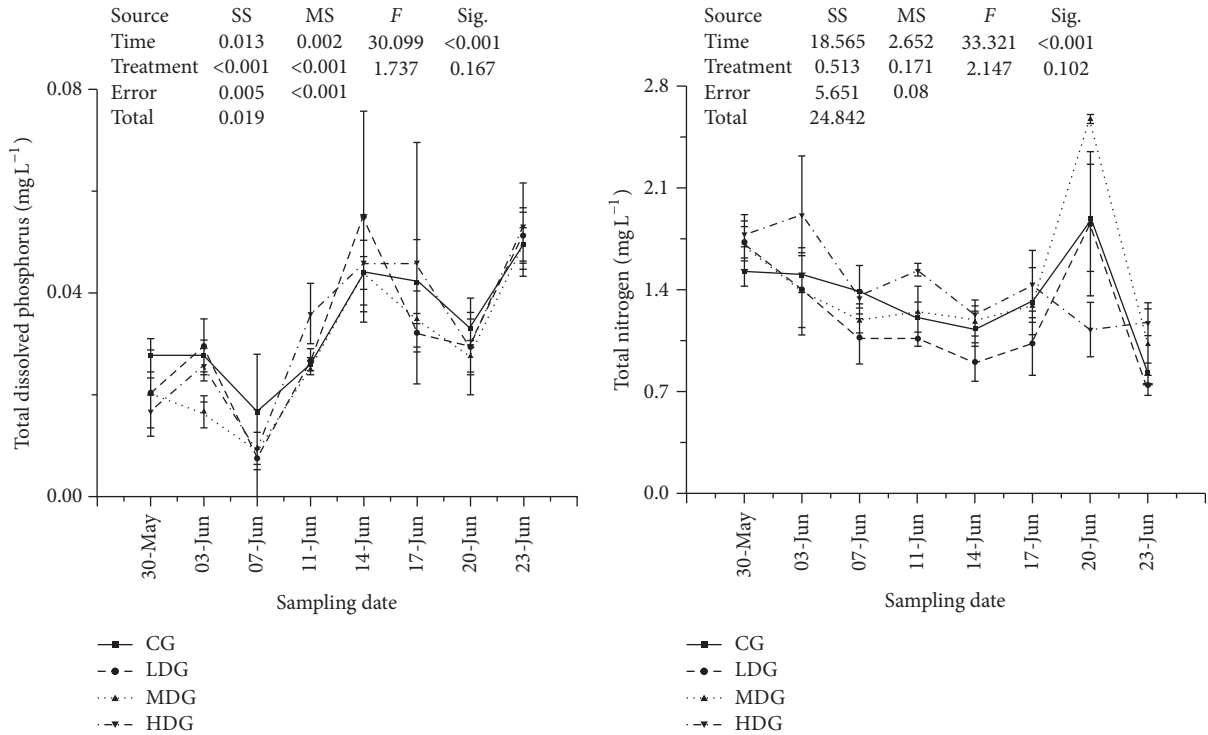 Source SS MS F Sig.
Time 0.013 0.002 30.099 <0.001
Treatment <0.001 <0.001 1.737 0.167
Error 0.005 <0.001
Total 0.019
0.08
0.04
0.00
Total dissolved phosphorus (mg L−1)
30-May
03-Jun
07-Jun
11-Jun
14-Jun
17-Jun
20-Jun
23-Jun
Sampling date
CG
LDG
MDG
HDG
Source SS MS F Sig.
Time 18.565 2.652 33.321 <0.001
Treatment 0.513 0.171 2.147 0.102
Error 5.651 0.08
Total 24.842
2.8
2.1
1.4
0.7
0.0
Total nitrogen (mg L−1)
30-May
03-Jun
07-Jun
11-Jun
14-Jun
17-Jun
20-Jun
23-Jun
Sampling date
CG
LDG
MDG
HDG